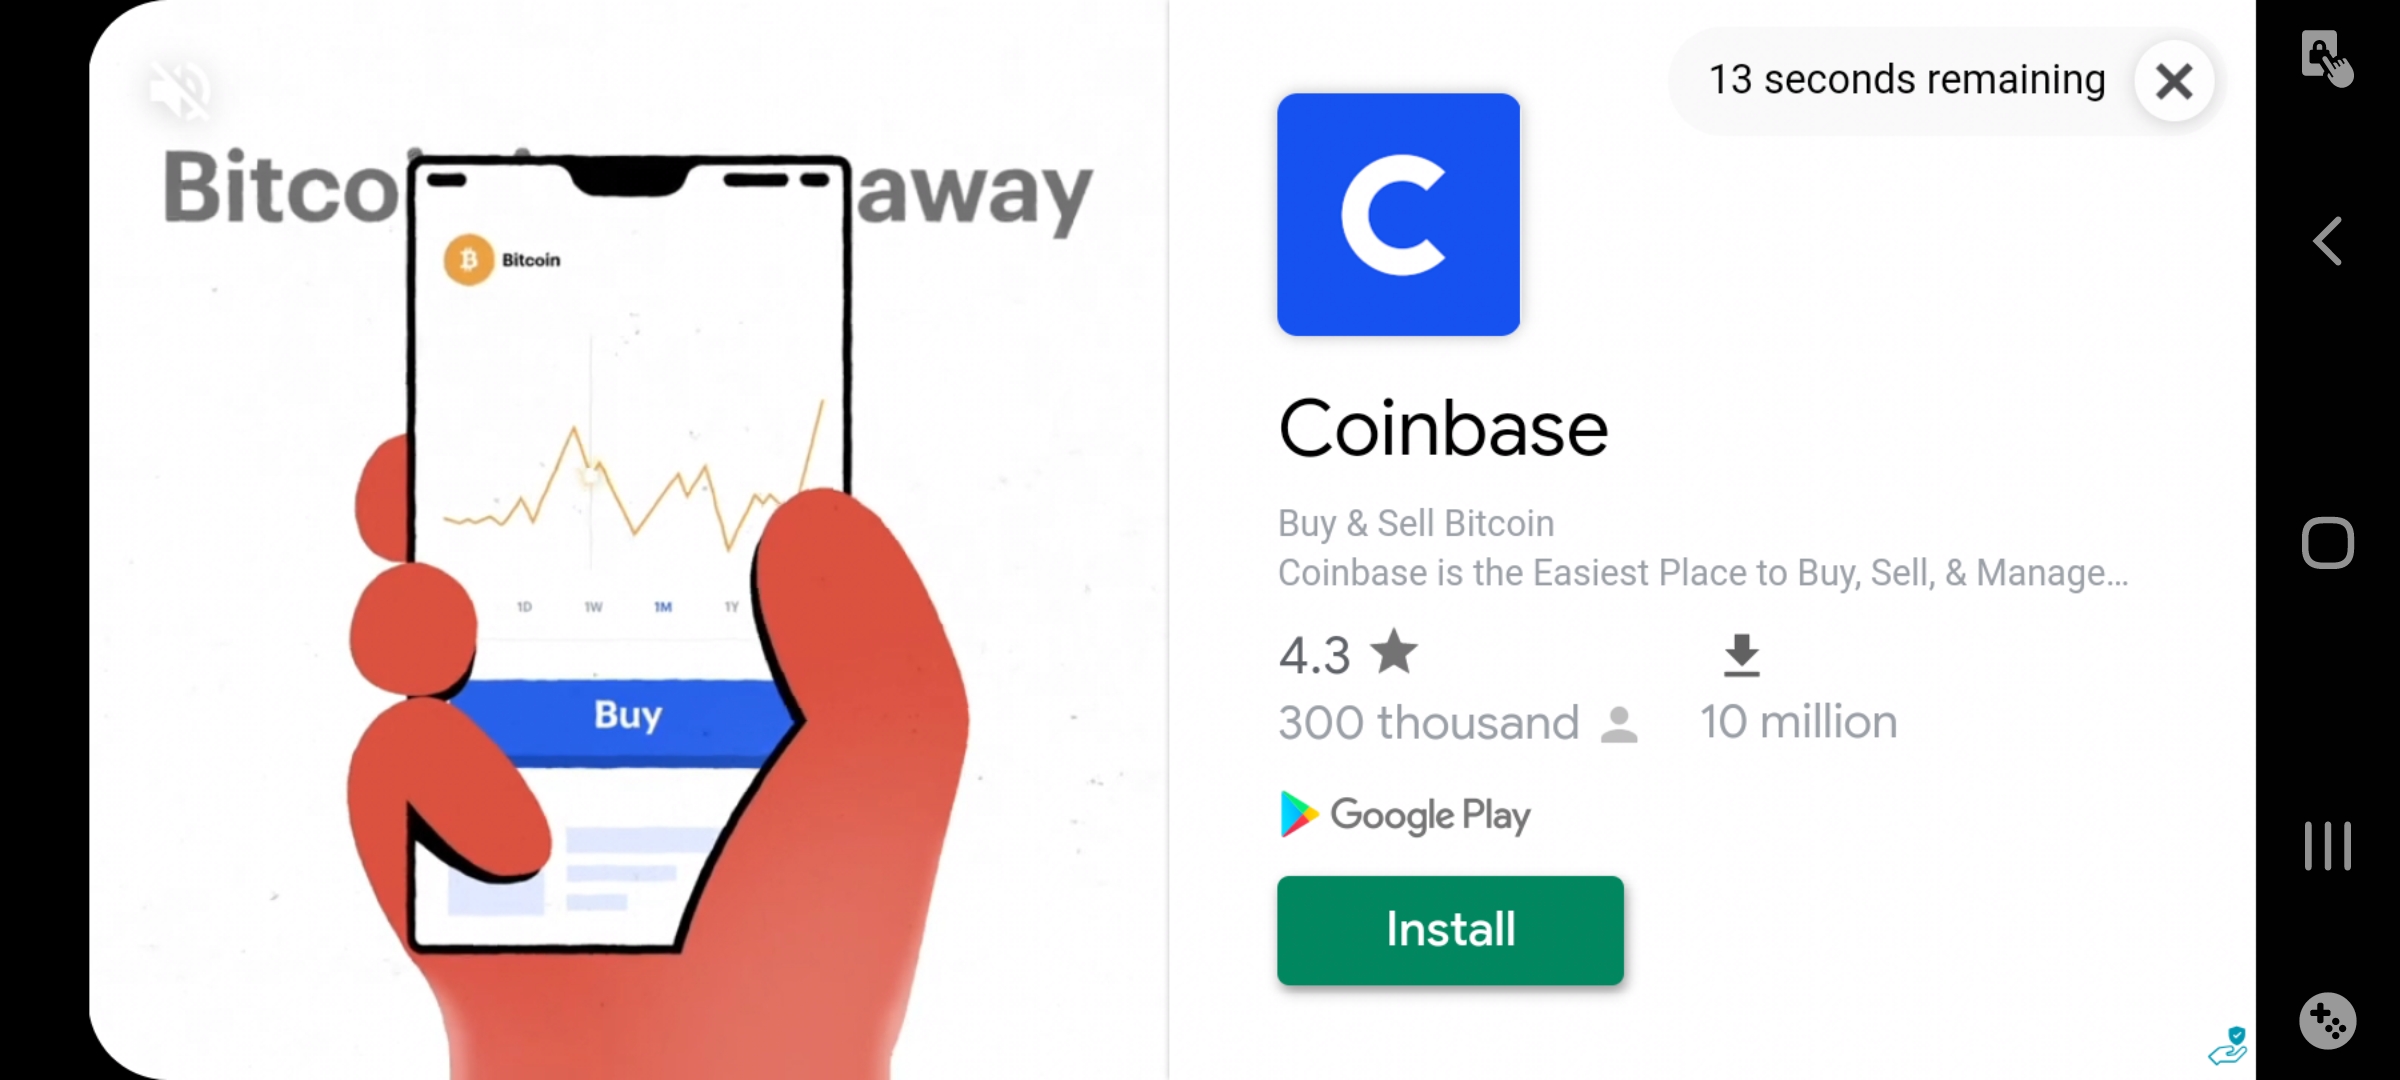 Bitco away
Bitcoin
1D 1W 1M 1Y
Buy
13 seconds remaining
Coinbase
Buy & Sell Bitcoin
Coinbase is the Easiest Place to Buy, Sell, & Manage...
4.3
300 thousand
10 million
Google Play
Install